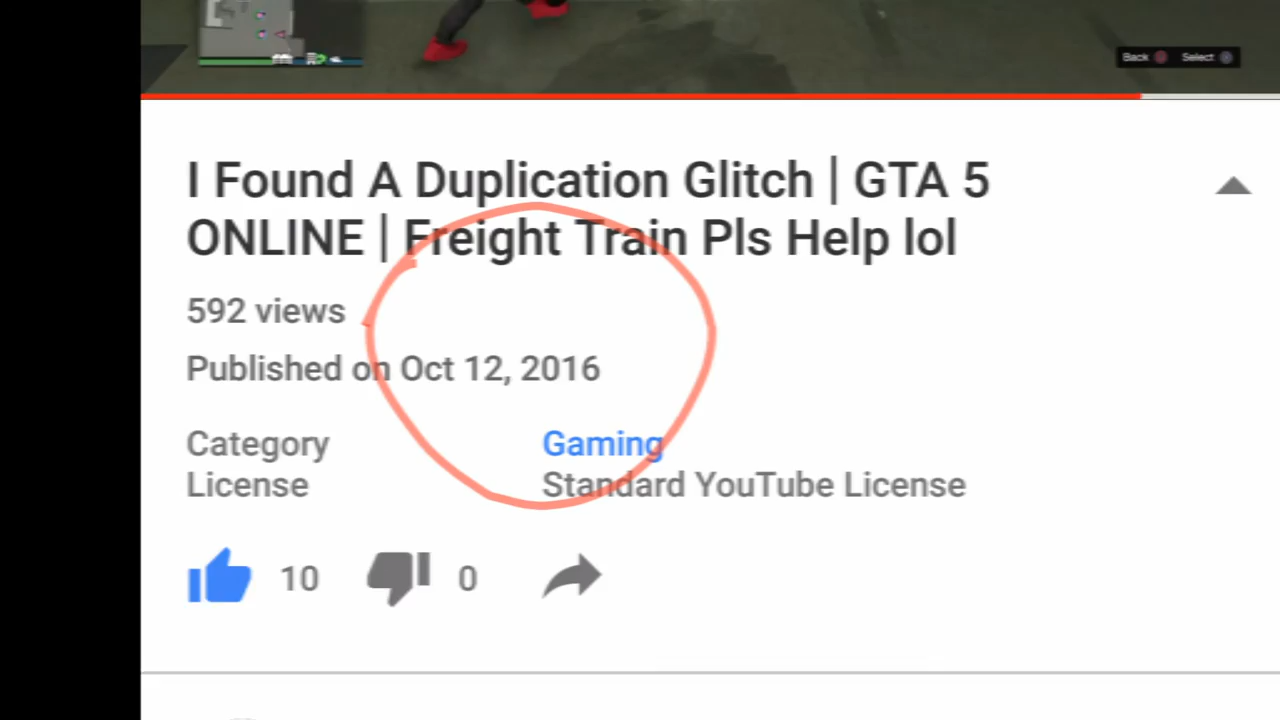 Back Select
I Found A Duplication Glitch | GTA 5
ONLINE | Freight Train Pls Help lol
592 views
Published on Oct 12, 2016
Category Gaming
License Standard YouTube License
10 0